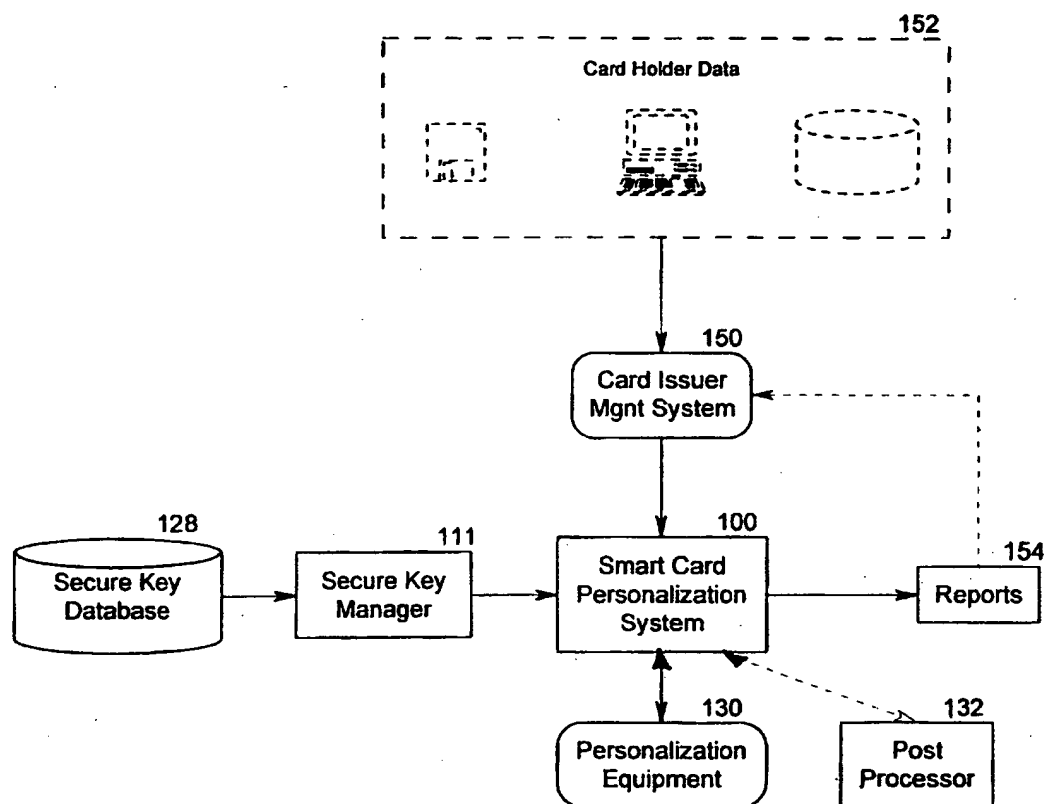 152
Card Holder Data
150
Card Issuer
Mgnt System
128
Secure Key
Database
111
Secure Key
Manager
100
Smart Card
Personalization
System
154
Reports
130
Personalization
Equipment
132
Post
Processor